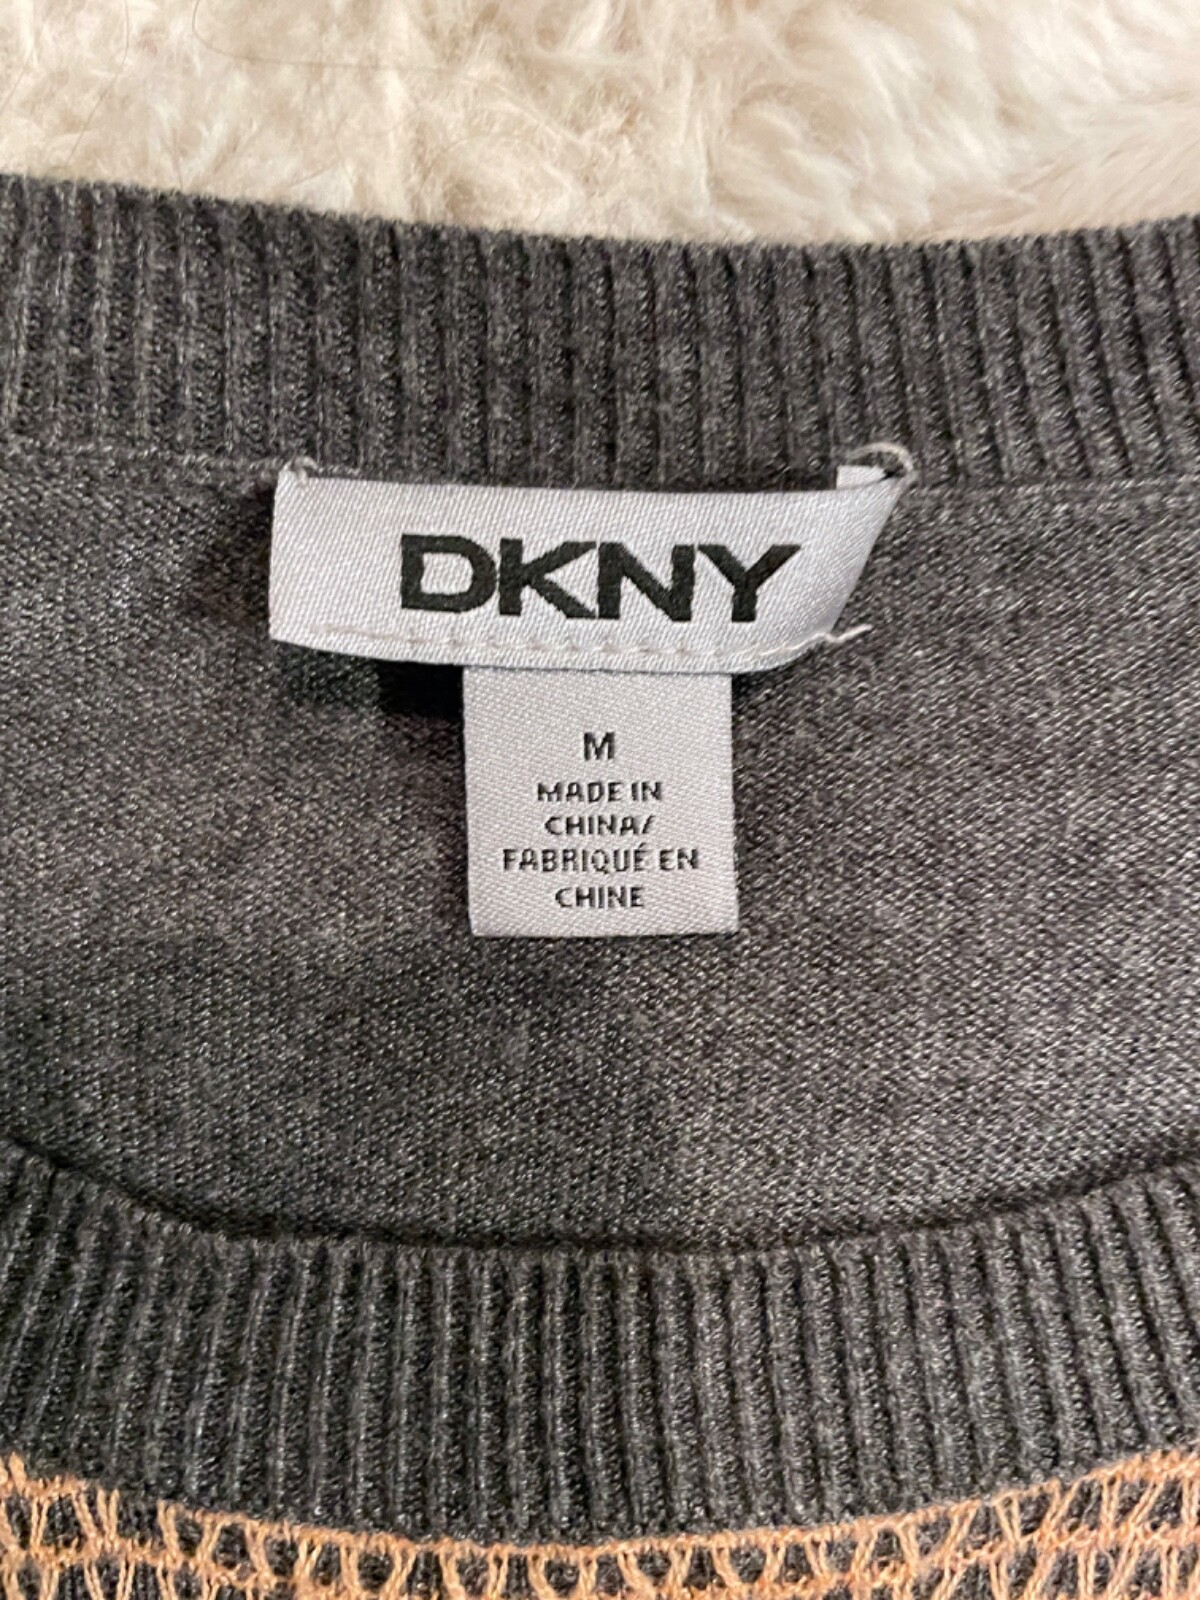 DKNY
M
MADE IN
CHINA/
FABRIQUÉ EN
CHINE